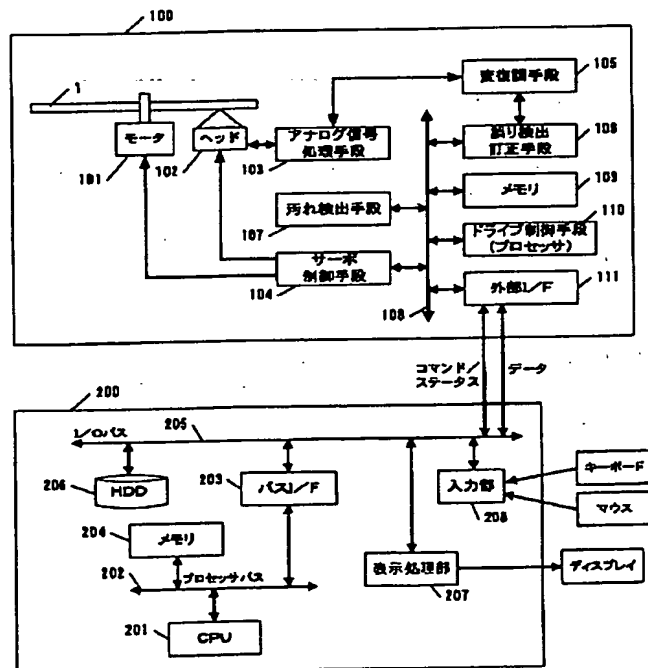 100
1
モータ
101
ヘッド
102
アナログ信号
処理手段
103
変復調手段
105
誤り検出
訂正手段
106
汚れ検出手段
107
メモリ
109
ドライブ制御手段
(プロセッサ)
110
サーボ
制御手段
104
外部I/F
111
108
コマンド/
ステータス
データ
200
I/Oバス
205
206
HDD
203
バスI/F
入力部
208
キーボード
マウス
204
メモリ
202
プロセッサバス
表示処理部
207
ディスプレイ
201
CPU